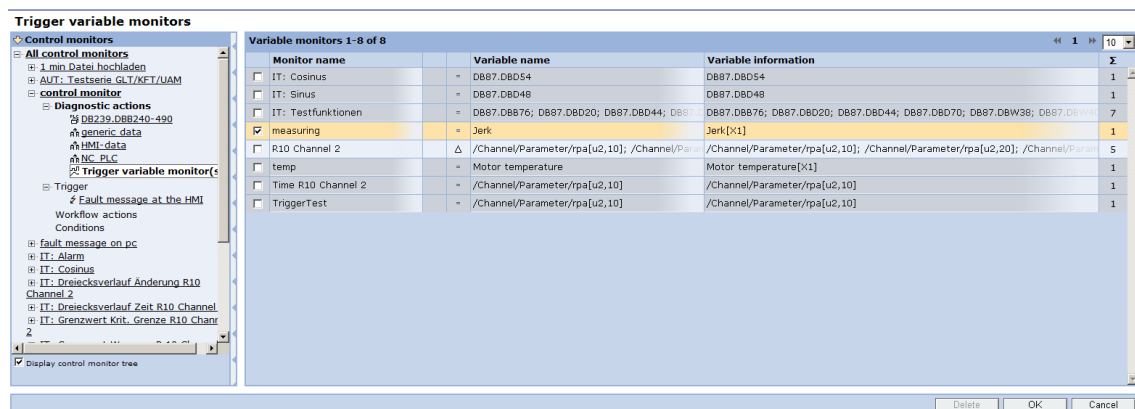 Trigger variable monitors
Control monitors
All control monitors
1 min Datei hochladen
AUT: Testserie GLT/KFT/UAM
control monitor
Diagnostic actions
DB239.DBB240-490
generic data
HMI-data
NC PLC
Trigger variable monitor(s
Trigger
Fault message at the HMI
Workflow actions
Conditions
fault message on pc
IT: Alarm
IT: Cosinus
IT: Dreiecksverlauf Änderung R10
Channel 2
IT: Dreiecksverlauf Zeit R10 Channel
IT: Grenzwert Krit. Grenze R10 Chanr
2
Display control monitor tree
Variable monitors 1-8 of 8 1 10
Monitor name Variable name Variable information Σ
IT: Cosinus = DB87.DBD54 DB87.DBD54 1
IT: Sinus = DB87.DBD48 DB87.DBD48 1
IT: Testfunktionen = DB87.DBB76; DB87.DBD20; DB87.DBD44; DB87. DB87.DBB76; DB87.DBD20; DB87.DBD44; DB87.DBD70; DB87.DBW38; DB87.DBW40 7
measuring = Jerk Jerk[X1] 1
R10 Channel 2 Δ /Channel/Parameter/rpa[u2,10]; /Channel/Para /Channel/Parameter/rpa[u2,10]; /Channel/Parameter/rpa[u2,20]; /Channel/Param 5
temp = Motor temperature Motor temperature[X1] 1
Time R10 Channel 2 = /Channel/Parameter/rpa[u2,10] /Channel/Parameter/rpa[u2,10] 1
TriggerTest = /Channel/Parameter/rpa[u2,10] /Channel/Parameter/rpa[u2,10] 1
Delete OK Cancel